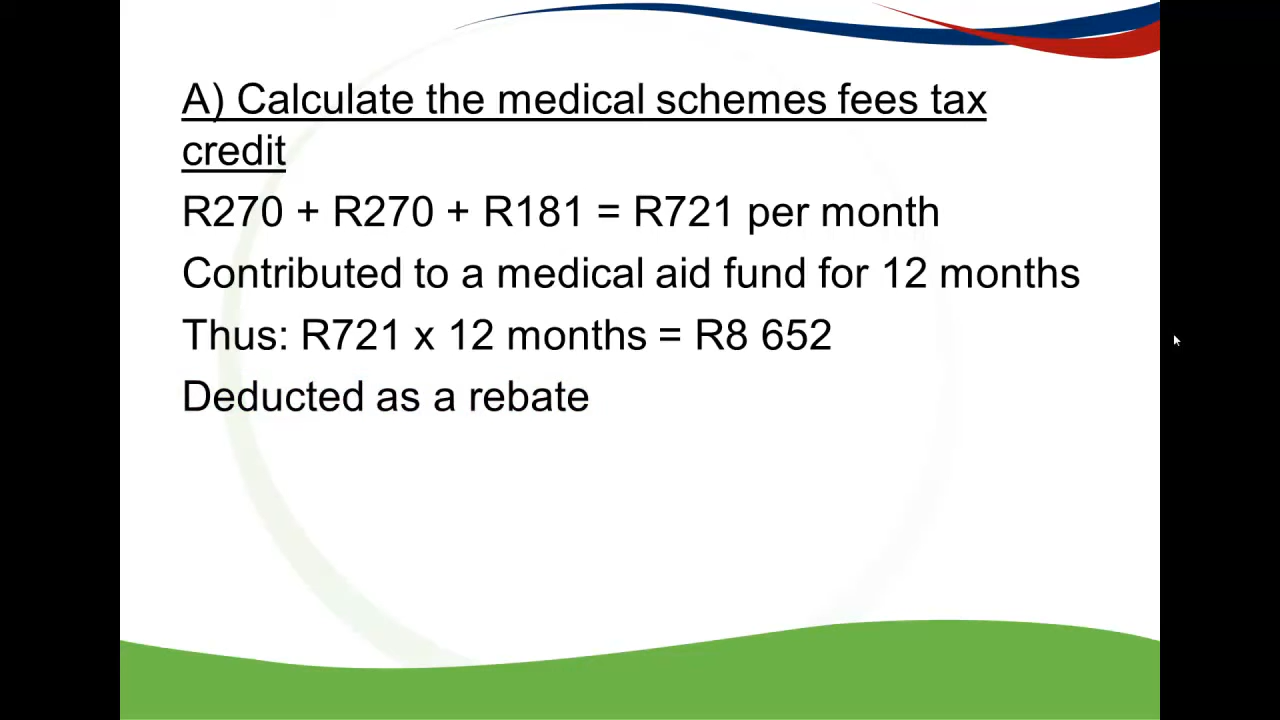 A) Calculate the medical schemes fees tax
credit
R270 + R270 + R181 = R721 per month
Contributed to a medical aid fund for 12 months
Thus: R721 x 12 months = R8 652
Deducted as a rebate